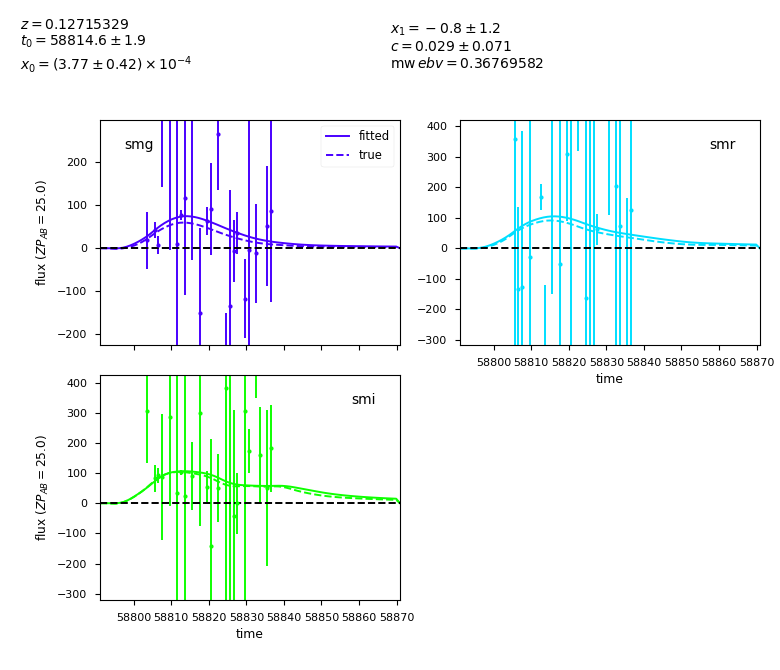 z = 0.12715329
t₀ = 58814.6 ± 1.9
x₀ = (3.77 ± 0.42) × 10⁻⁴
x₁ = −0.8 ± 1.2
c = 0.029 ± 0.071
mw ebv = 0.36769582
smg
fitted
true
200
100
0
−100
−200
flux (ZP_AB = 25.0)
smr
400
300
200
100
0
−100
−200
−300
58800 58810 58820 58830 58840 58850 58860 58870
time
smi
400
300
200
100
0
−100
−200
−300
flux (ZP_AB = 25.0)
58800 58810 58820 58830 58840 58850 58860 58870
time